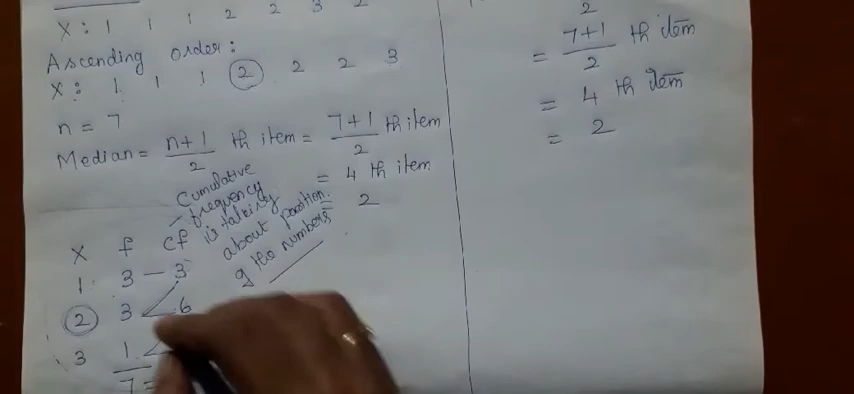 X : 1 1 1 2 2 3 2
Ascending order :
X : 1 1 1 2 2 2 3
n = 7
Median = n+1/2 th item = 7+1/2 th item
= 4 th item
= 2
Cumulative
frequency
is talking
about position
of the numbers
X f cf
1 3 3
2 3 6
3 1
7 =
2
= 7+1/2 th item
= 4 th item
= 2